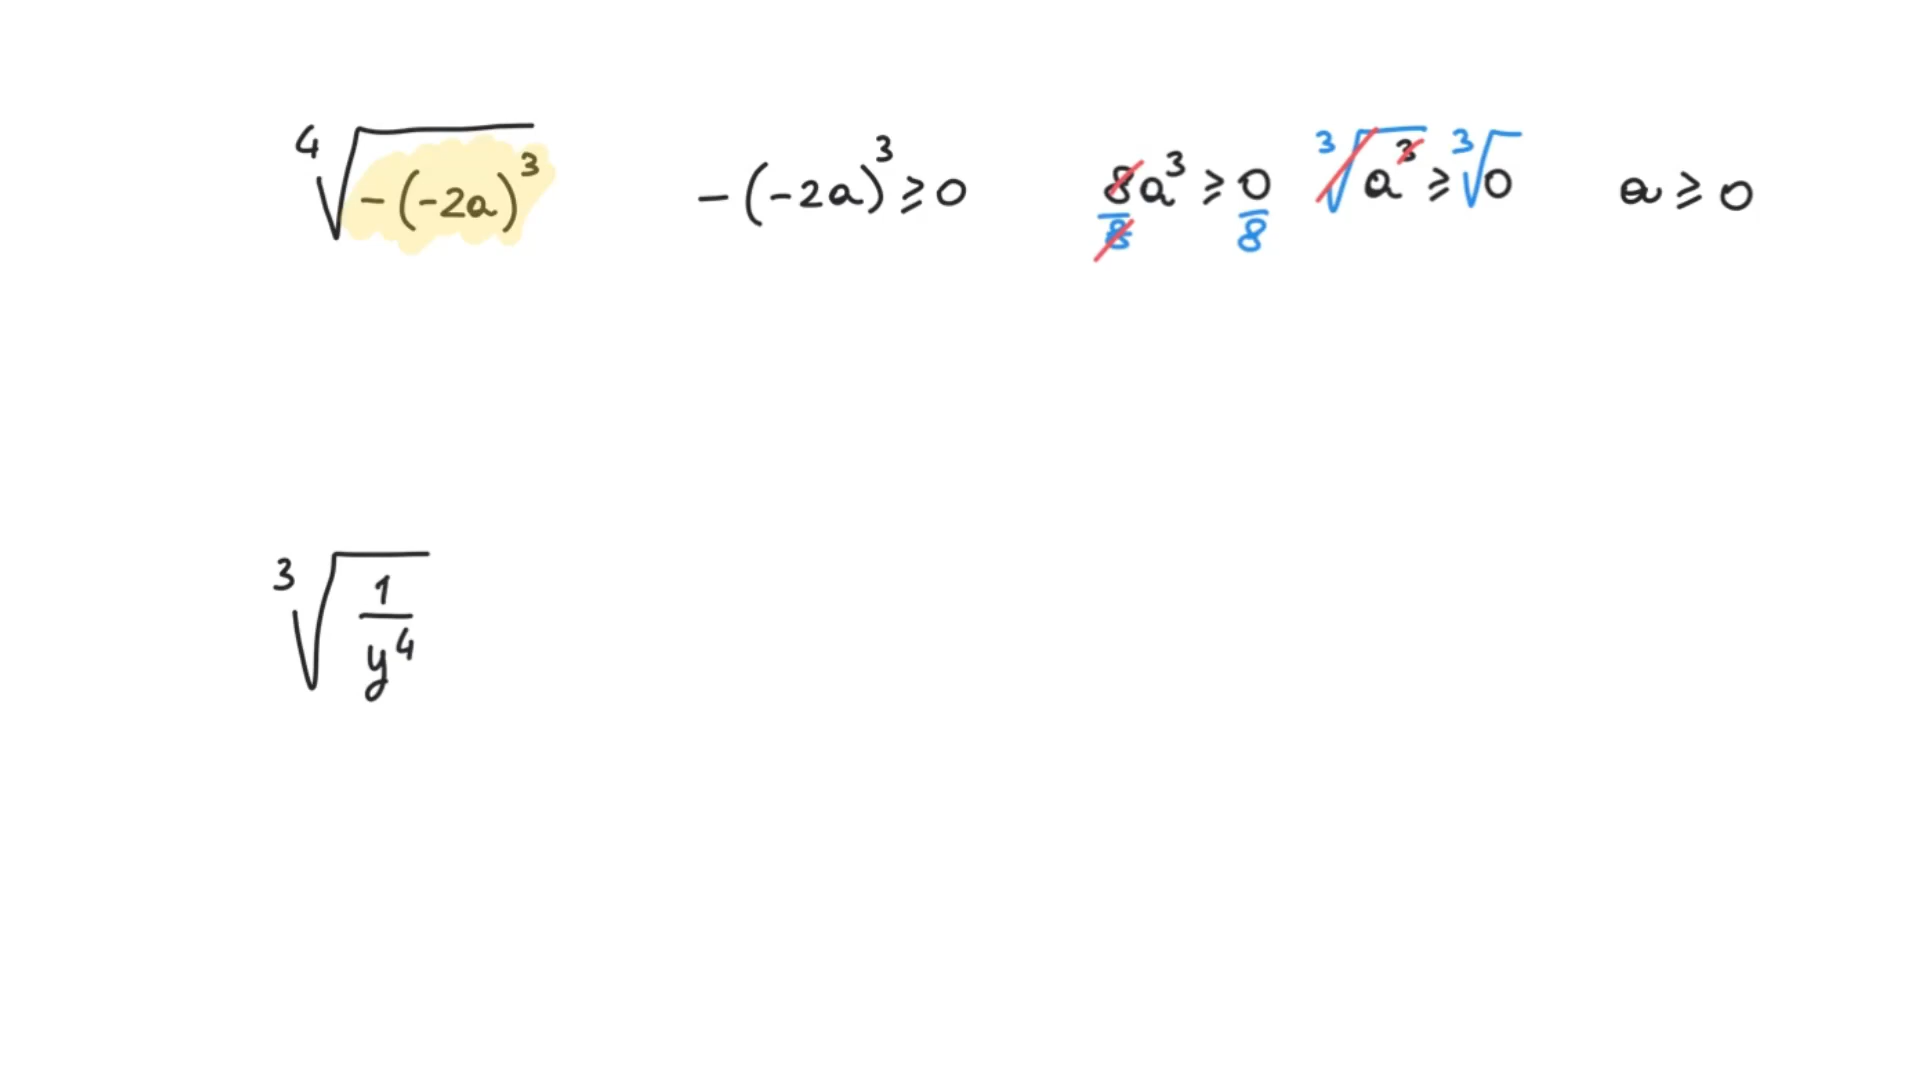 ⁴√(-(-2a)³) -(-2a)³ ⩾ 0 8a³/8 ⩾ 0/8 ³√a³ ⩾ ³√0 a ⩾ 0
³√(1/y⁴)